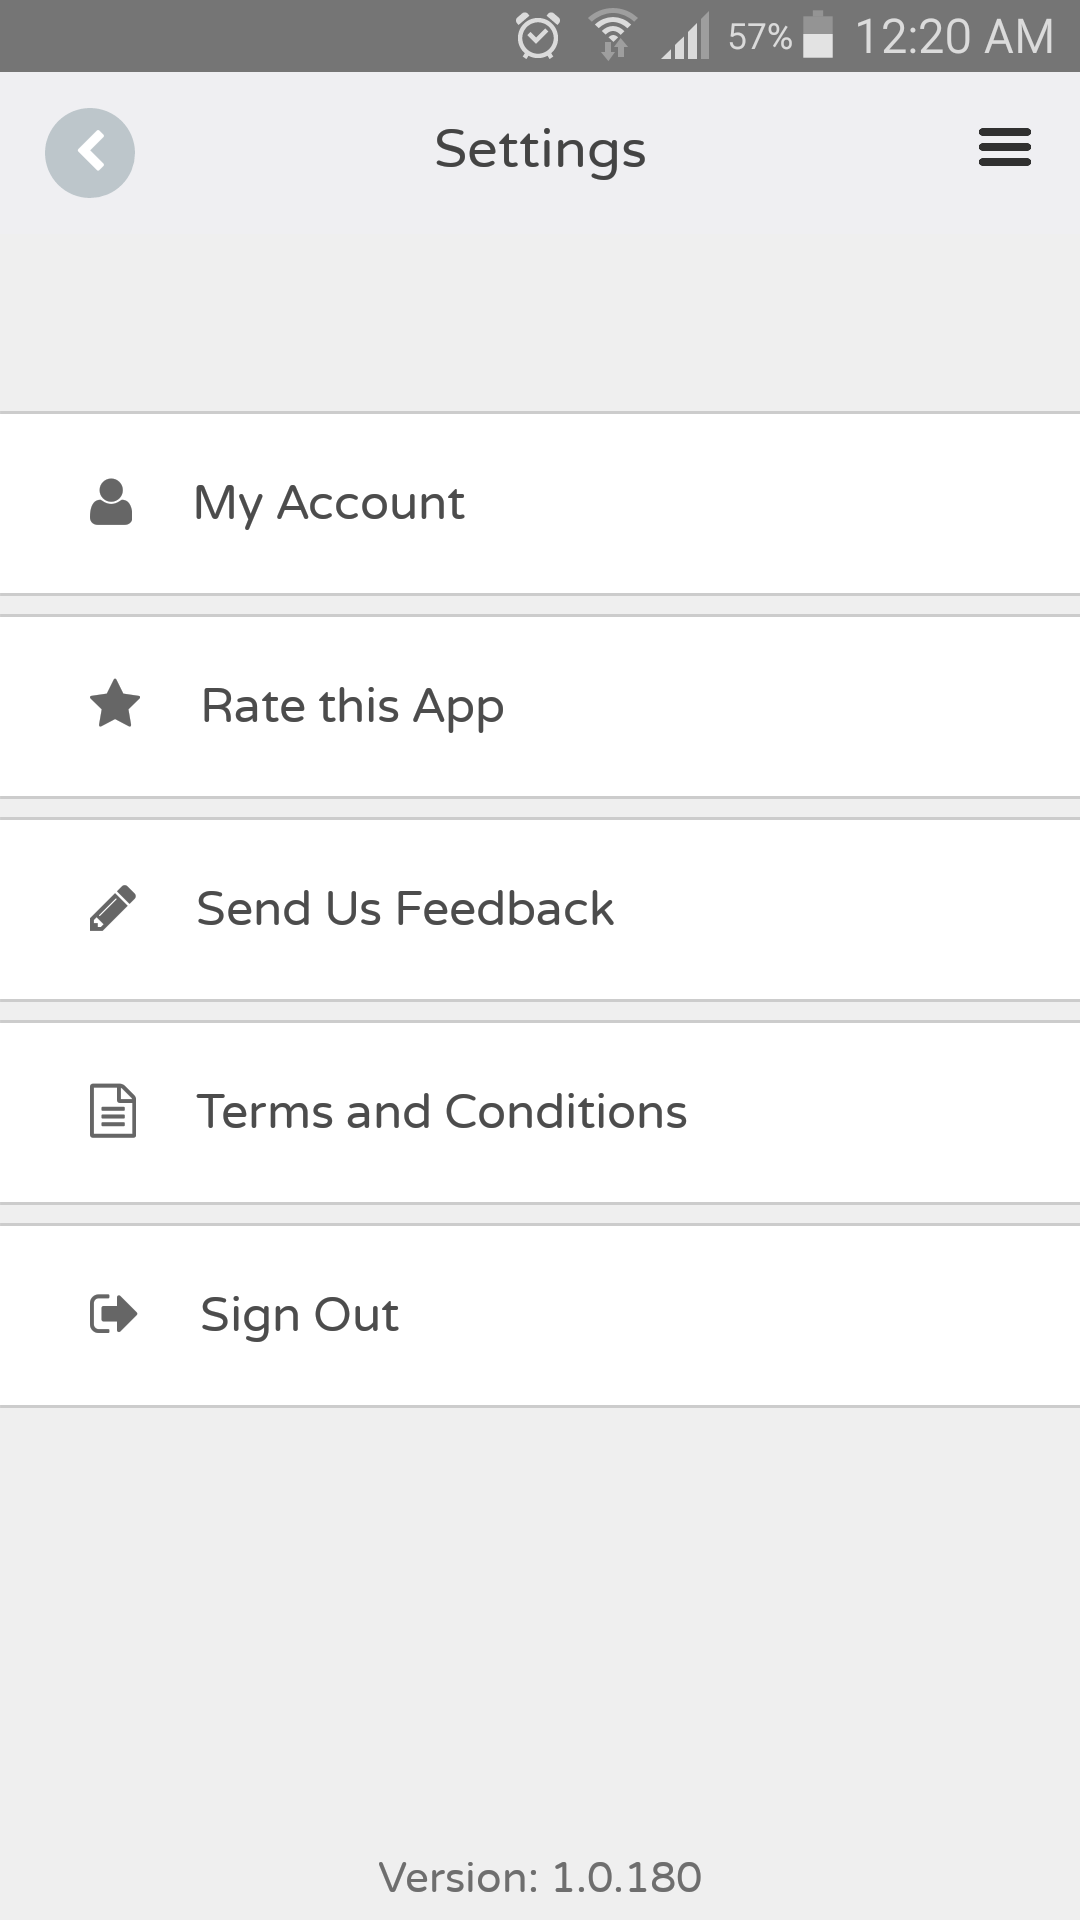 57% 12:20 AM
Settings
My Account
Rate this App
Send Us Feedback
Terms and Conditions
Sign Out
Version: 1.0.180